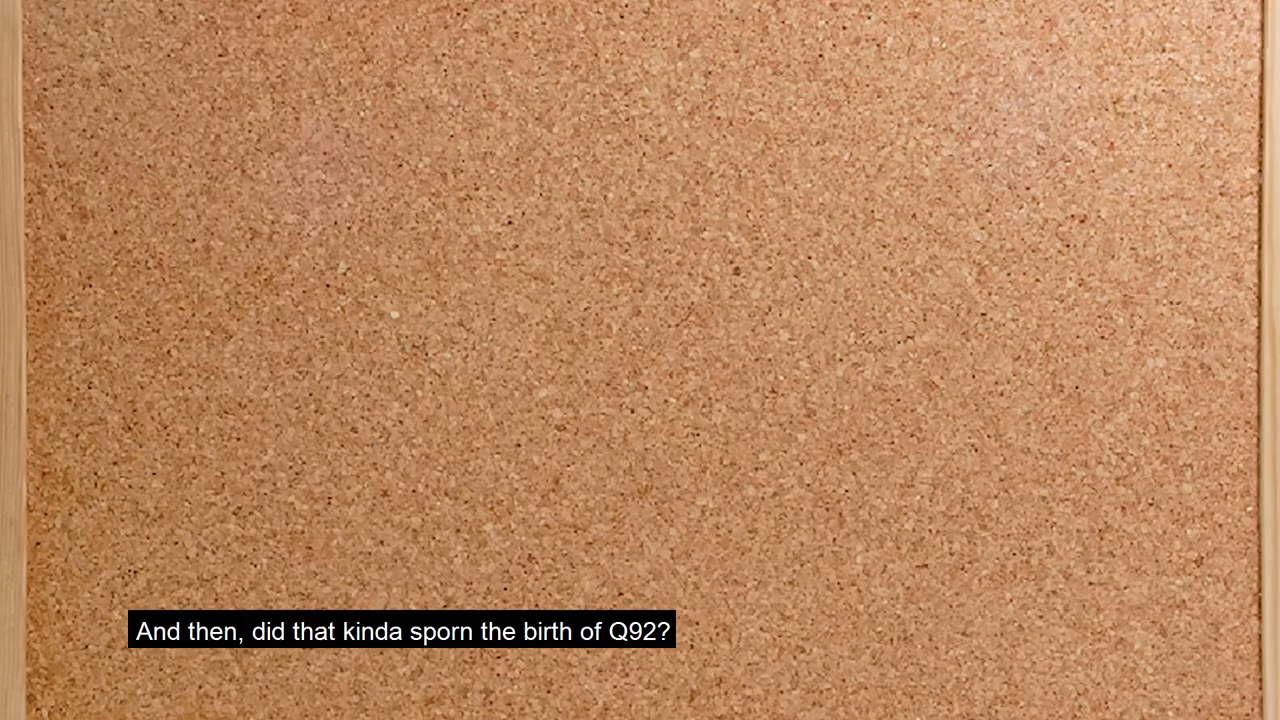 And then, did that kinda sporn the birth of Q92?